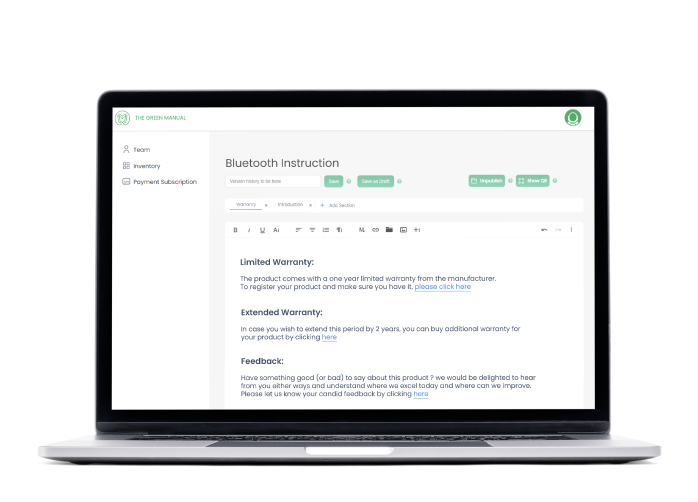 THE GREEN MANUAL
Team
Inventory
Payment Subscription
Bluetooth Instruction
Version history to be here
Save
Save as Draft
Unpublish
Show QR
Warranty
Introduction
+ Add Section
B I U AI
Limited Warranty:
The product comes with a one year limited warranty from the manufacturer.
To register your product and make sure you have it, please click here
Extended Warranty:
In case you wish to extend this period by 2 years, you can buy additional warranty for
your product by clicking here
Feedback:
Have something good (or bad) to say about this product ? we would be delighted to hear
from you either ways and understand where we excel today and where can we improve.
Please let us know your candid feedback by clicking here